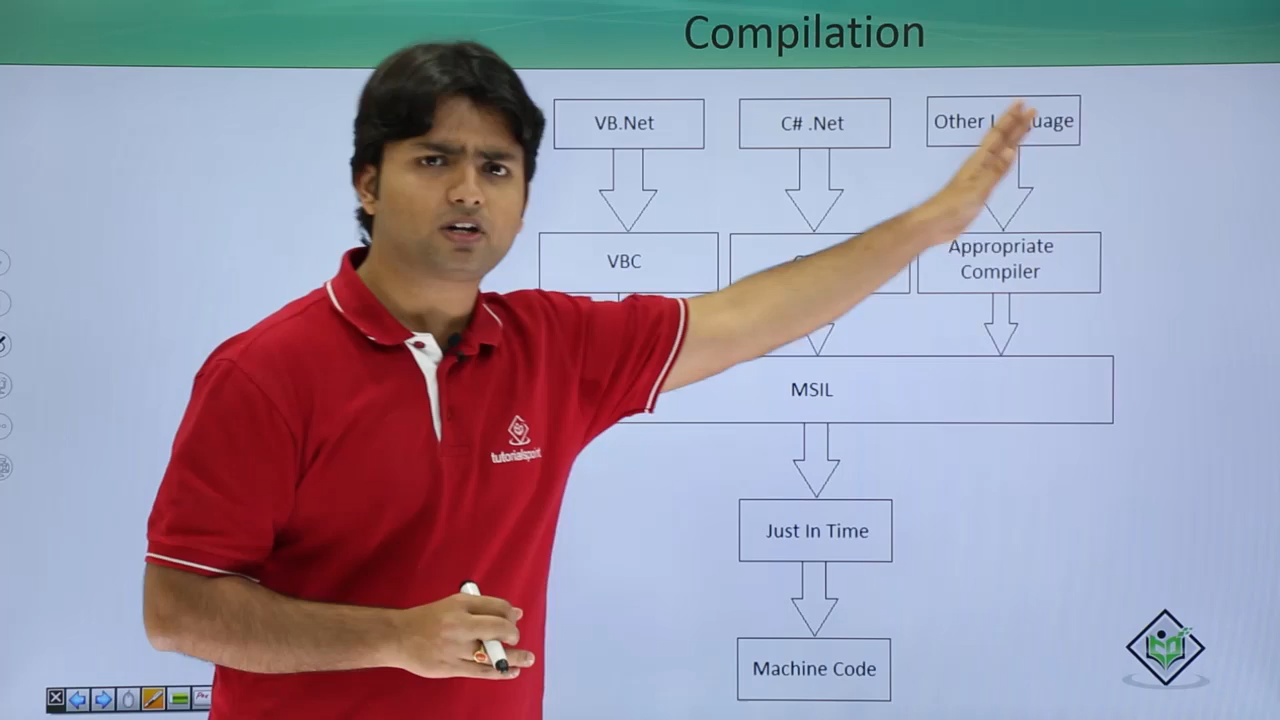 Compilation
VB.Net
C# .Net
Other
VBC
Appropriate
Compiler
MSIL
tutorialspoint
Just In Time
Machine Code